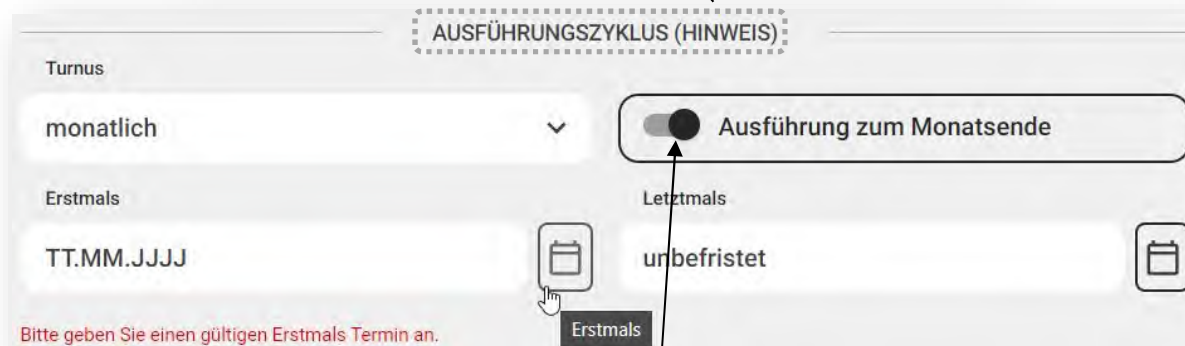 AUSFÜHRUNGSZYKLUS (HINWEIS)
Turnus
monatlich
Ausführung zum Monatsende
Erstmals
Letztmals
TT.MM.JJJJ
unbefristet
Bitte geben Sie einen gültigen Erstmals Termin an.
Erstmals